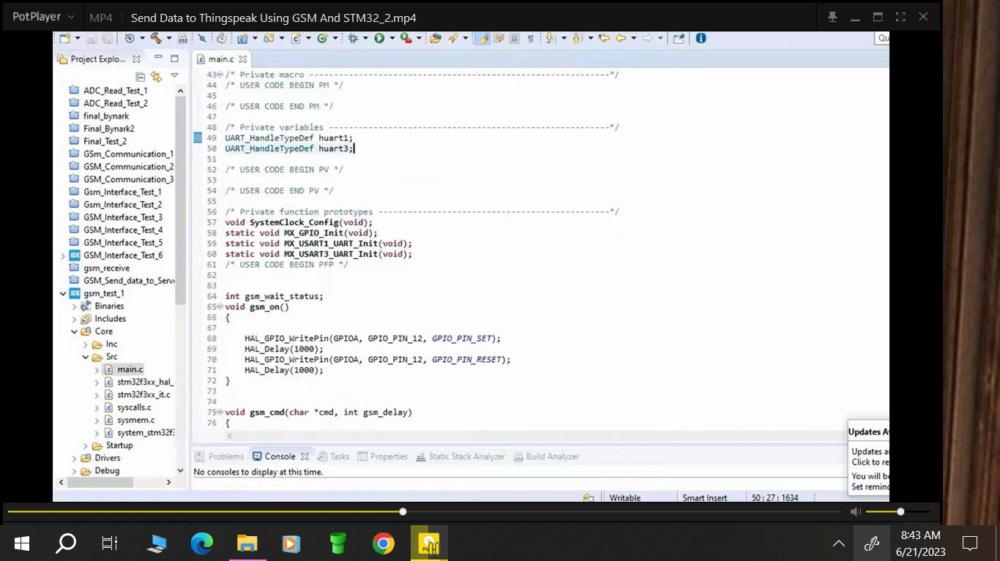 PotPlayer MP4 Send Data to Thingspeak Using GSM And STM32_2.mp4
Qu
Project Explo...
main.c
ADC_Read_Test_1
ADC_Read_Test_2
final_bynark
Final_Bynark2
Final_Test_2
GSm_Communication_1
GSM_Communication_2
GSM_Communication_3
Gsm_Interface_Test_1
Gsm_Interface_Test_2
GSM_Interface_Test_3
GSM_Interface_Test_4
GSM_Interface_Test_5
IDE GSM_Interface_Test_6
gsm_receive
GSM_Send_data_to_Serv
IDE gsm_test_1
Binaries
Includes
Core
Inc
Src
main.c
stm32f3xx_hal_
stm32f3xx_it.c
syscalls.c
sysmem.c
system_stm32f3
Startup
Drivers
Debug
43 /* Private macro -------------------------------------------------------------*/
44 /* USER CODE BEGIN PM */
45
46 /* USER CODE END PM */
47
48 /* Private variables ---------------------------------------------------------*/
49 UART_HandleTypeDef huart1;
50 UART_HandleTypeDef huart3;
51
52 /* USER CODE BEGIN PV */
53
54 /* USER CODE END PV */
55
56 /* Private function prototypes -----------------------------------------------*/
57 void SystemClock_Config(void);
58 static void MX_GPIO_Init(void);
59 static void MX_USART1_UART_Init(void);
60 static void MX_USART3_UART_Init(void);
61 /* USER CODE BEGIN PFP */
62
63
64 int gsm_wait_status;
65 void gsm_on()
66 {
67
68 HAL_GPIO_WritePin(GPIOA, GPIO_PIN_12, GPIO_PIN_SET);
69 HAL_Delay(1000);
70 HAL_GPIO_WritePin(GPIOA, GPIO_PIN_12, GPIO_PIN_RESET);
71 HAL_Delay(1000);
72 }
73
74
75 void gsm_cmd(char *cmd, int gsm_delay)
76 {
Problems Console Tasks Properties Static Stack Analyzer Build Analyzer
No consoles to display at this time.
Updates Av
Updates ar
Click to re
You will be
Set remind
Writable Smart Insert 50 : 27 : 1634
8:43 AM
6/21/2023